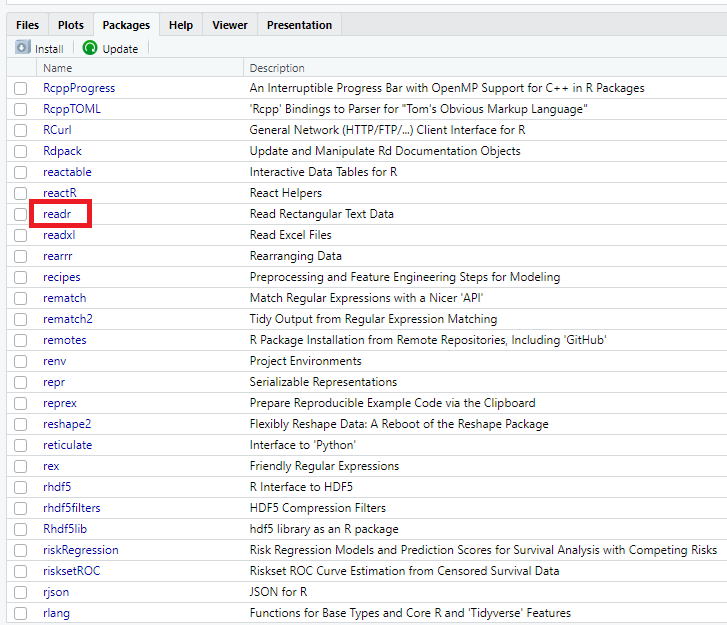 Files Plots Packages Help Viewer Presentation
Install Update
Name Description
RcppProgress An Interruptible Progress Bar with OpenMP Support for C++ in R Packages
RcppTOML 'Rcpp' Bindings to Parser for "Tom's Obvious Markup Language"
RCurl General Network (HTTP/FTP/...) Client Interface for R
Rdpack Update and Manipulate Rd Documentation Objects
reactable Interactive Data Tables for R
reactR React Helpers
readr Read Rectangular Text Data
readxl Read Excel Files
rearrr Rearranging Data
recipes Preprocessing and Feature Engineering Steps for Modeling
rematch Match Regular Expressions with a Nicer 'API'
rematch2 Tidy Output from Regular Expression Matching
remotes R Package Installation from Remote Repositories, Including 'GitHub'
renv Project Environments
repr Serializable Representations
reprex Prepare Reproducible Example Code via the Clipboard
reshape2 Flexibly Reshape Data: A Reboot of the Reshape Package
reticulate Interface to 'Python'
rex Friendly Regular Expressions
rhdf5 R Interface to HDF5
rhdf5filters HDF5 Compression Filters
Rhdf5lib hdf5 library as an R package
riskRegression Risk Regression Models and Prediction Scores for Survival Analysis with Competing Risks
risksetROC Riskset ROC Curve Estimation from Censored Survival Data
rjson JSON for R
rlang Functions for Base Types and Core R and 'Tidyverse' Features